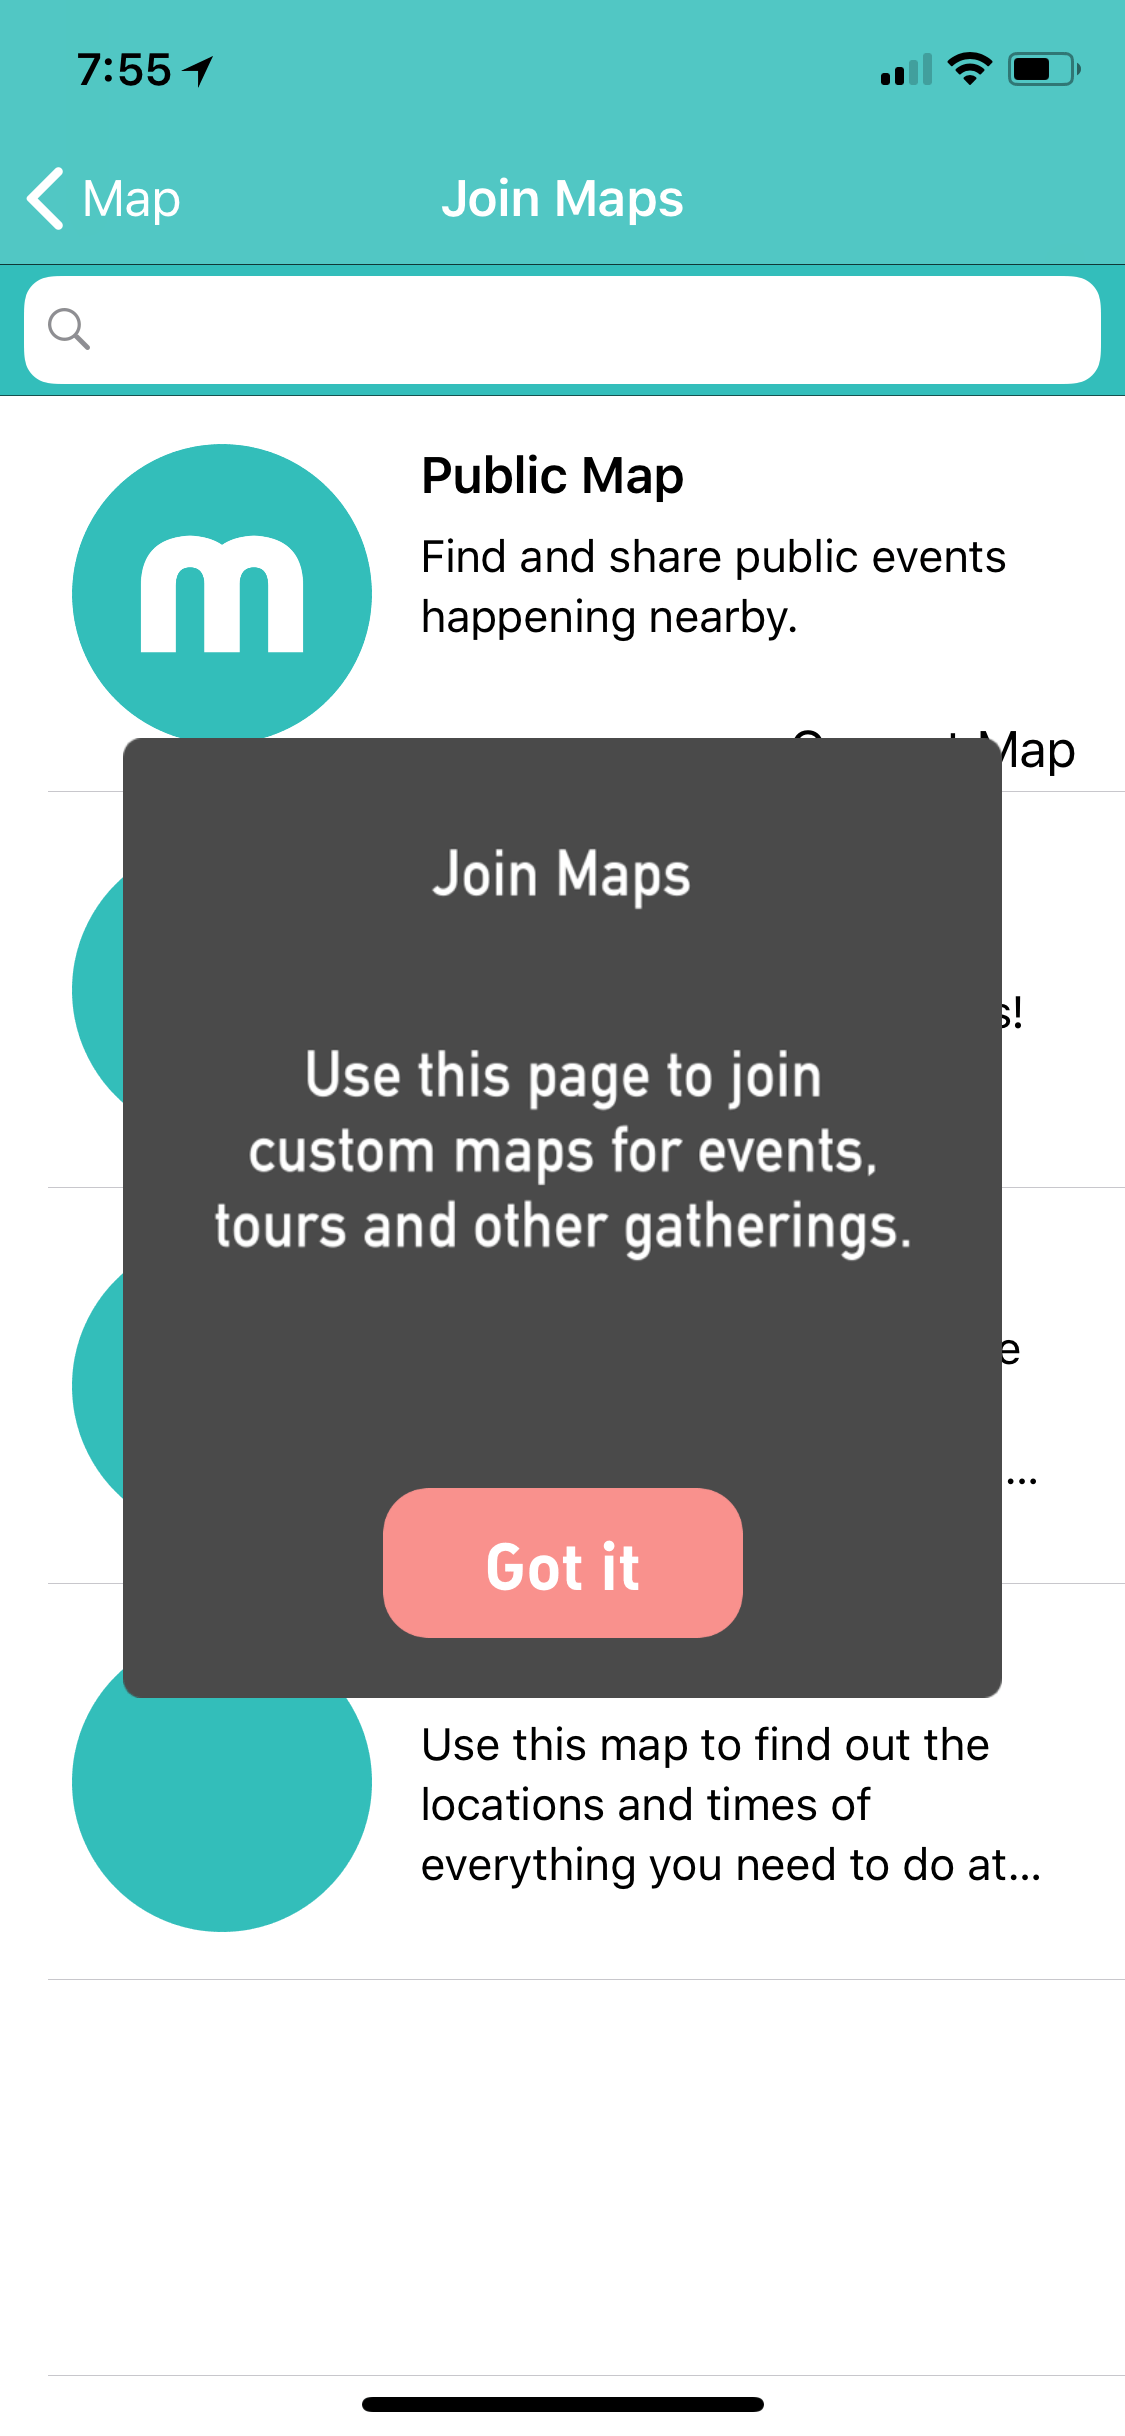 7:55
Map
Join Maps
m
Public Map
Find and share public events
happening nearby.
Map
Join Maps
Use this page to join
custom maps for events,
tours and other gatherings.
Got it
Use this map to find out the
locations and times of
everything you need to do at...